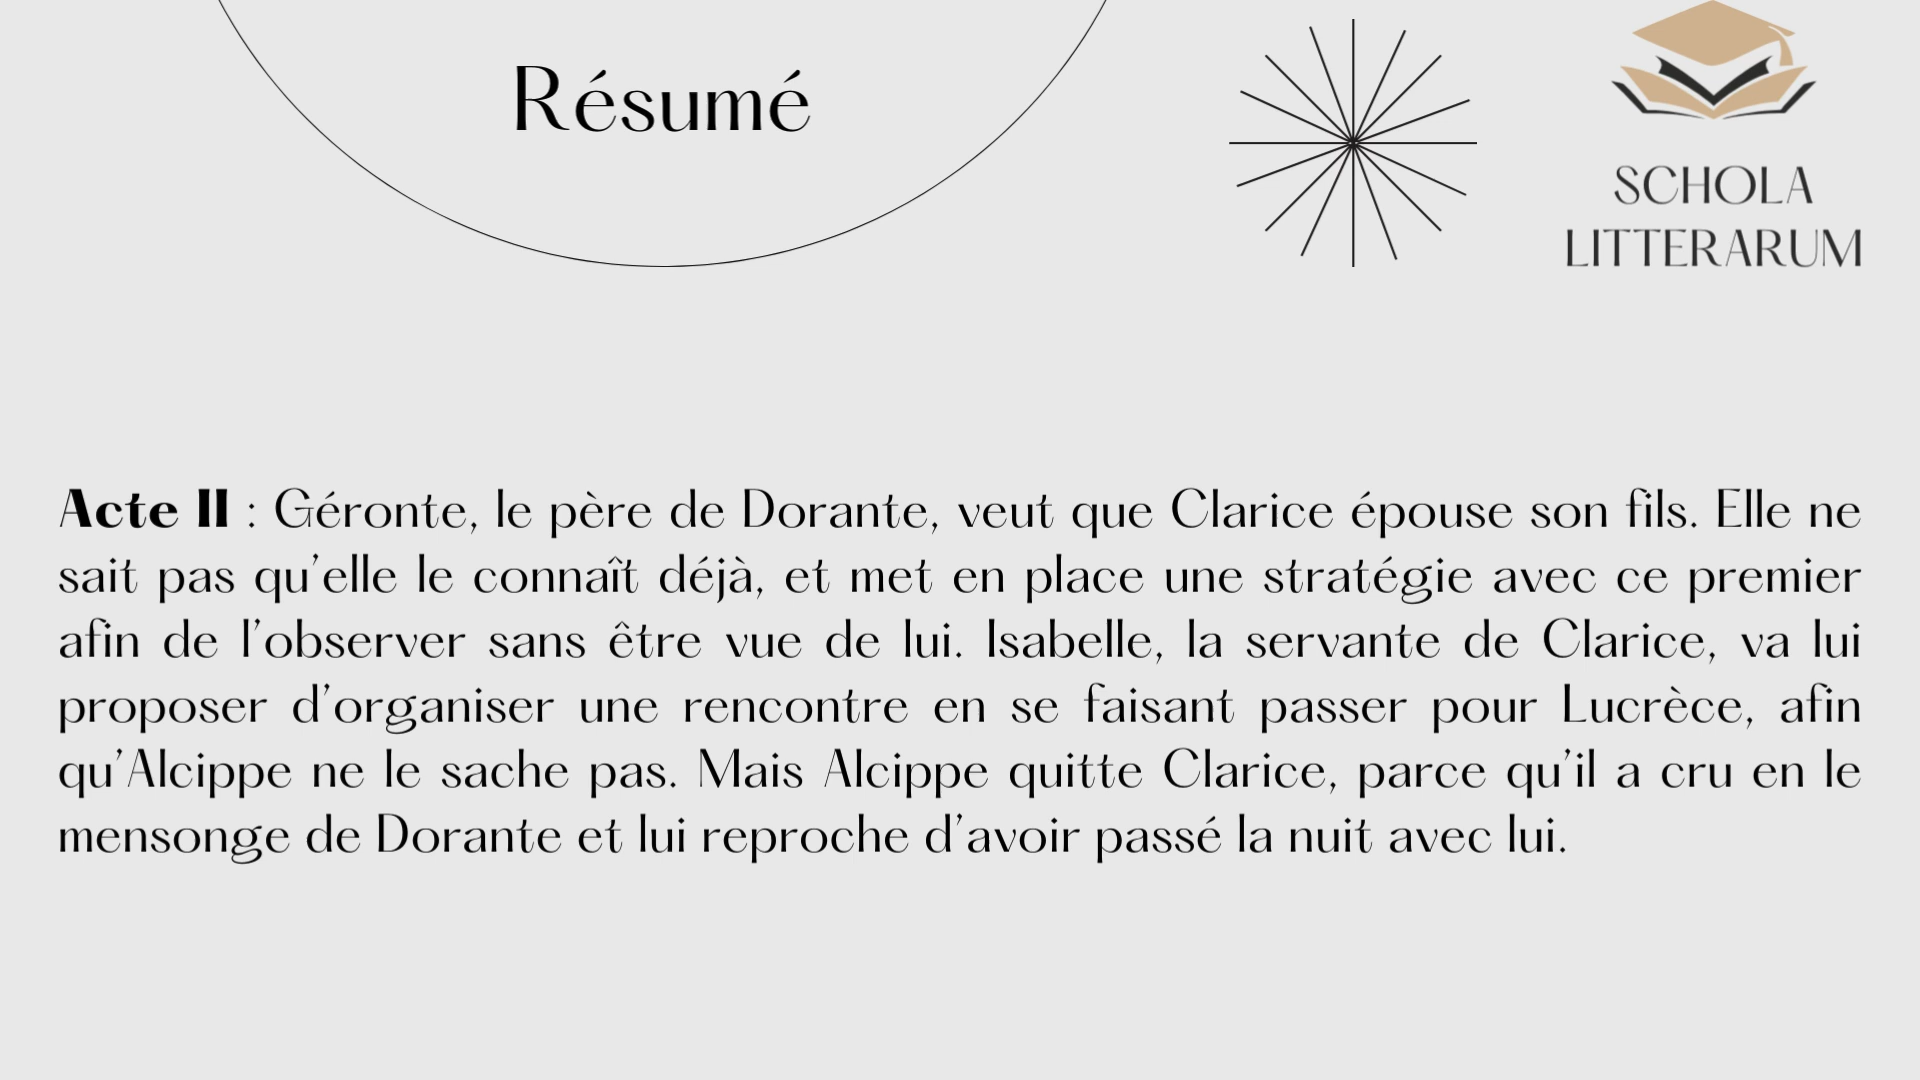 Résumé
SCHOLA
LITTERARUM
Acte II : Géronte, le père de Dorante, veut que Clarice épouse son fils. Elle ne
sait pas qu’elle le connaît déjà, et met en place une stratégie avec ce premier
afin de l’observer sans être vue de lui. Isabelle, la servante de Clarice, va lui
proposer d’organiser une rencontre en se faisant passer pour Lucrèce, afin
qu’Alcippe ne le sache pas. Mais Alcippe quitte Clarice, parce qu’il a cru en le
mensonge de Dorante et lui reproche d’avoir passé la nuit avec lui.